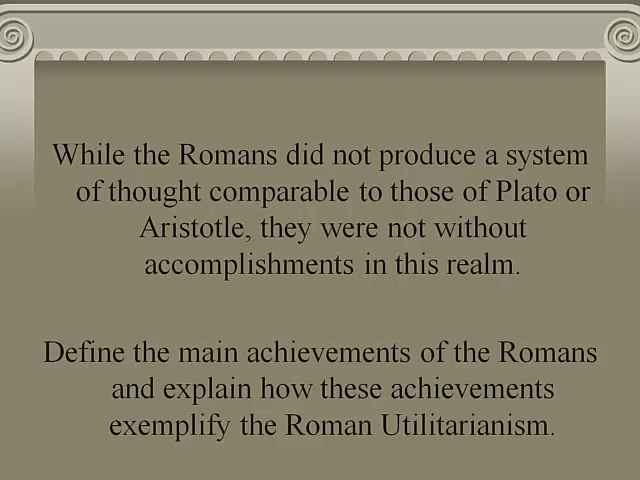 While the Romans did not produce a system
of thought comparable to those of Plato or
Aristotle, they were not without
accomplishments in this realm.
Define the main achievements of the Romans
and explain how these achievements
exemplify the Roman Utilitarianism.